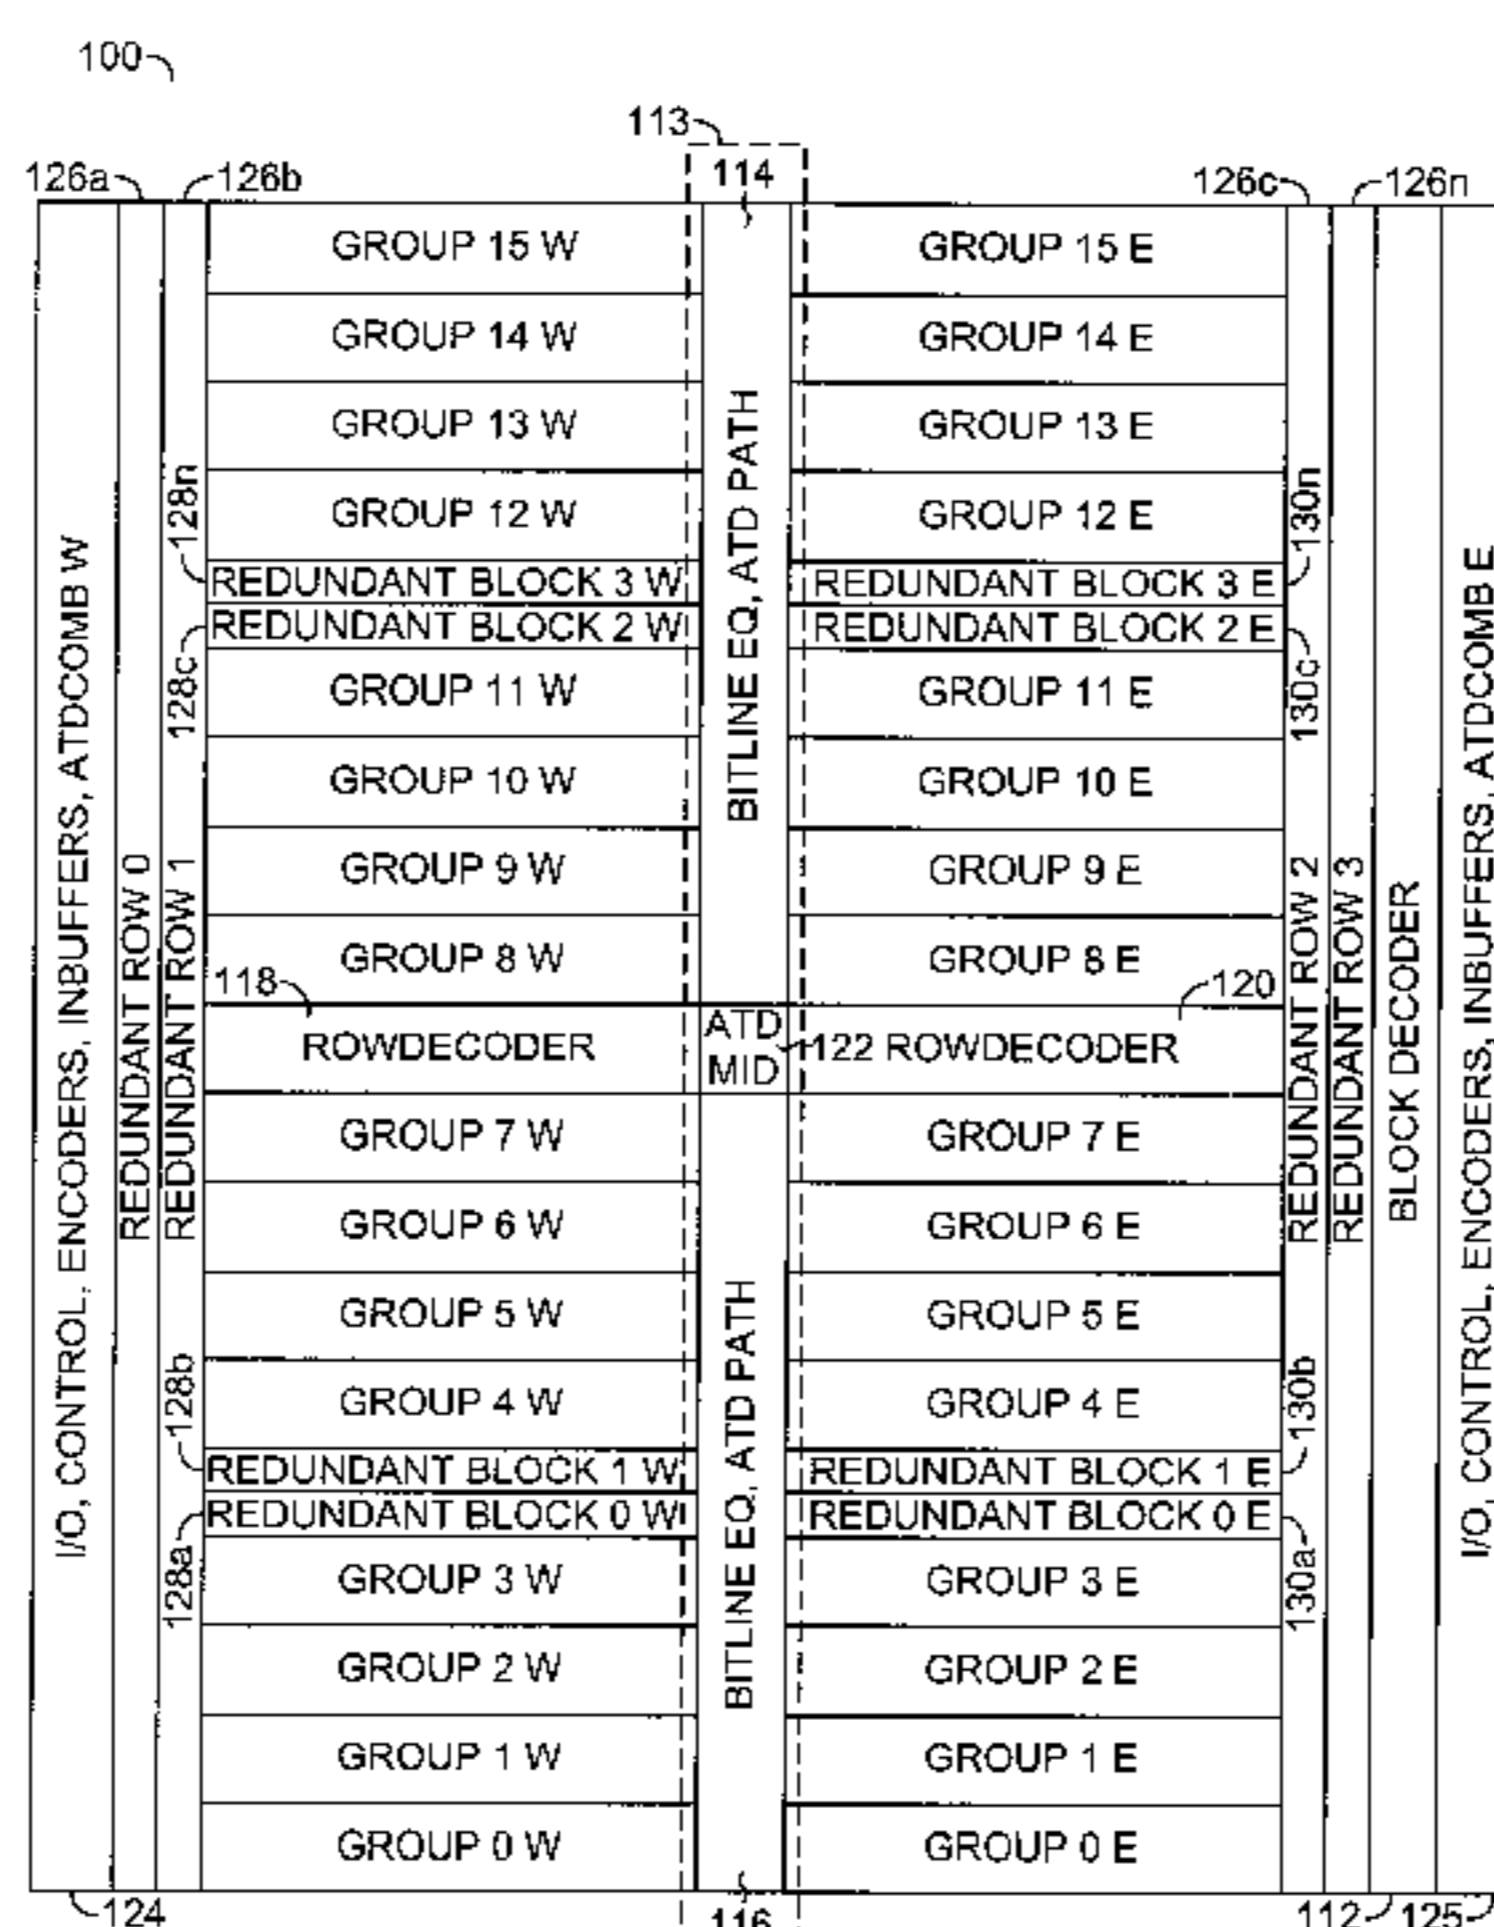 100
113
114
126a
126b
126c
126n
GROUP 15 W
GROUP 15 E
GROUP 14 W
GROUP 14 E
GROUP 13 W
GROUP 13 E
GROUP 12 W
GROUP 12 E
128n
130n
REDUNDANT BLOCK 3 W
REDUNDANT BLOCK 3 E
REDUNDANT BLOCK 2 W
REDUNDANT BLOCK 2 E
128c
130c
GROUP 11 W
GROUP 11 E
GROUP 10 W
GROUP 10 E
GROUP 9 W
GROUP 9 E
GROUP 8 W
GROUP 8 E
BITLINE EQ, ATD PATH
118
120
ROWDECODER
ATD
MID
122
ROWDECODER
I/O, CONTROL, ENCODERS, INBUFFERS, ATDCOMB W
REDUNDANT ROW 0
REDUNDANT ROW 1
REDUNDANT ROW 2
REDUNDANT ROW 3
BLOCK DECODER
I/O, CONTROL, ENCODERS, INBUFFERS, ATDCOMB E
GROUP 7 W
GROUP 7 E
GROUP 6 W
GROUP 6 E
GROUP 5 W
GROUP 5 E
GROUP 4 W
GROUP 4 E
128b
130b
REDUNDANT BLOCK 1 W
REDUNDANT BLOCK 1 E
REDUNDANT BLOCK 0 W
REDUNDANT BLOCK 0 E
128a
130a
BITLINE EQ, ATD PATH
GROUP 3 W
GROUP 3 E
GROUP 2 W
GROUP 2 E
GROUP 1 W
GROUP 1 E
GROUP 0 W
GROUP 0 E
124
116
112
125